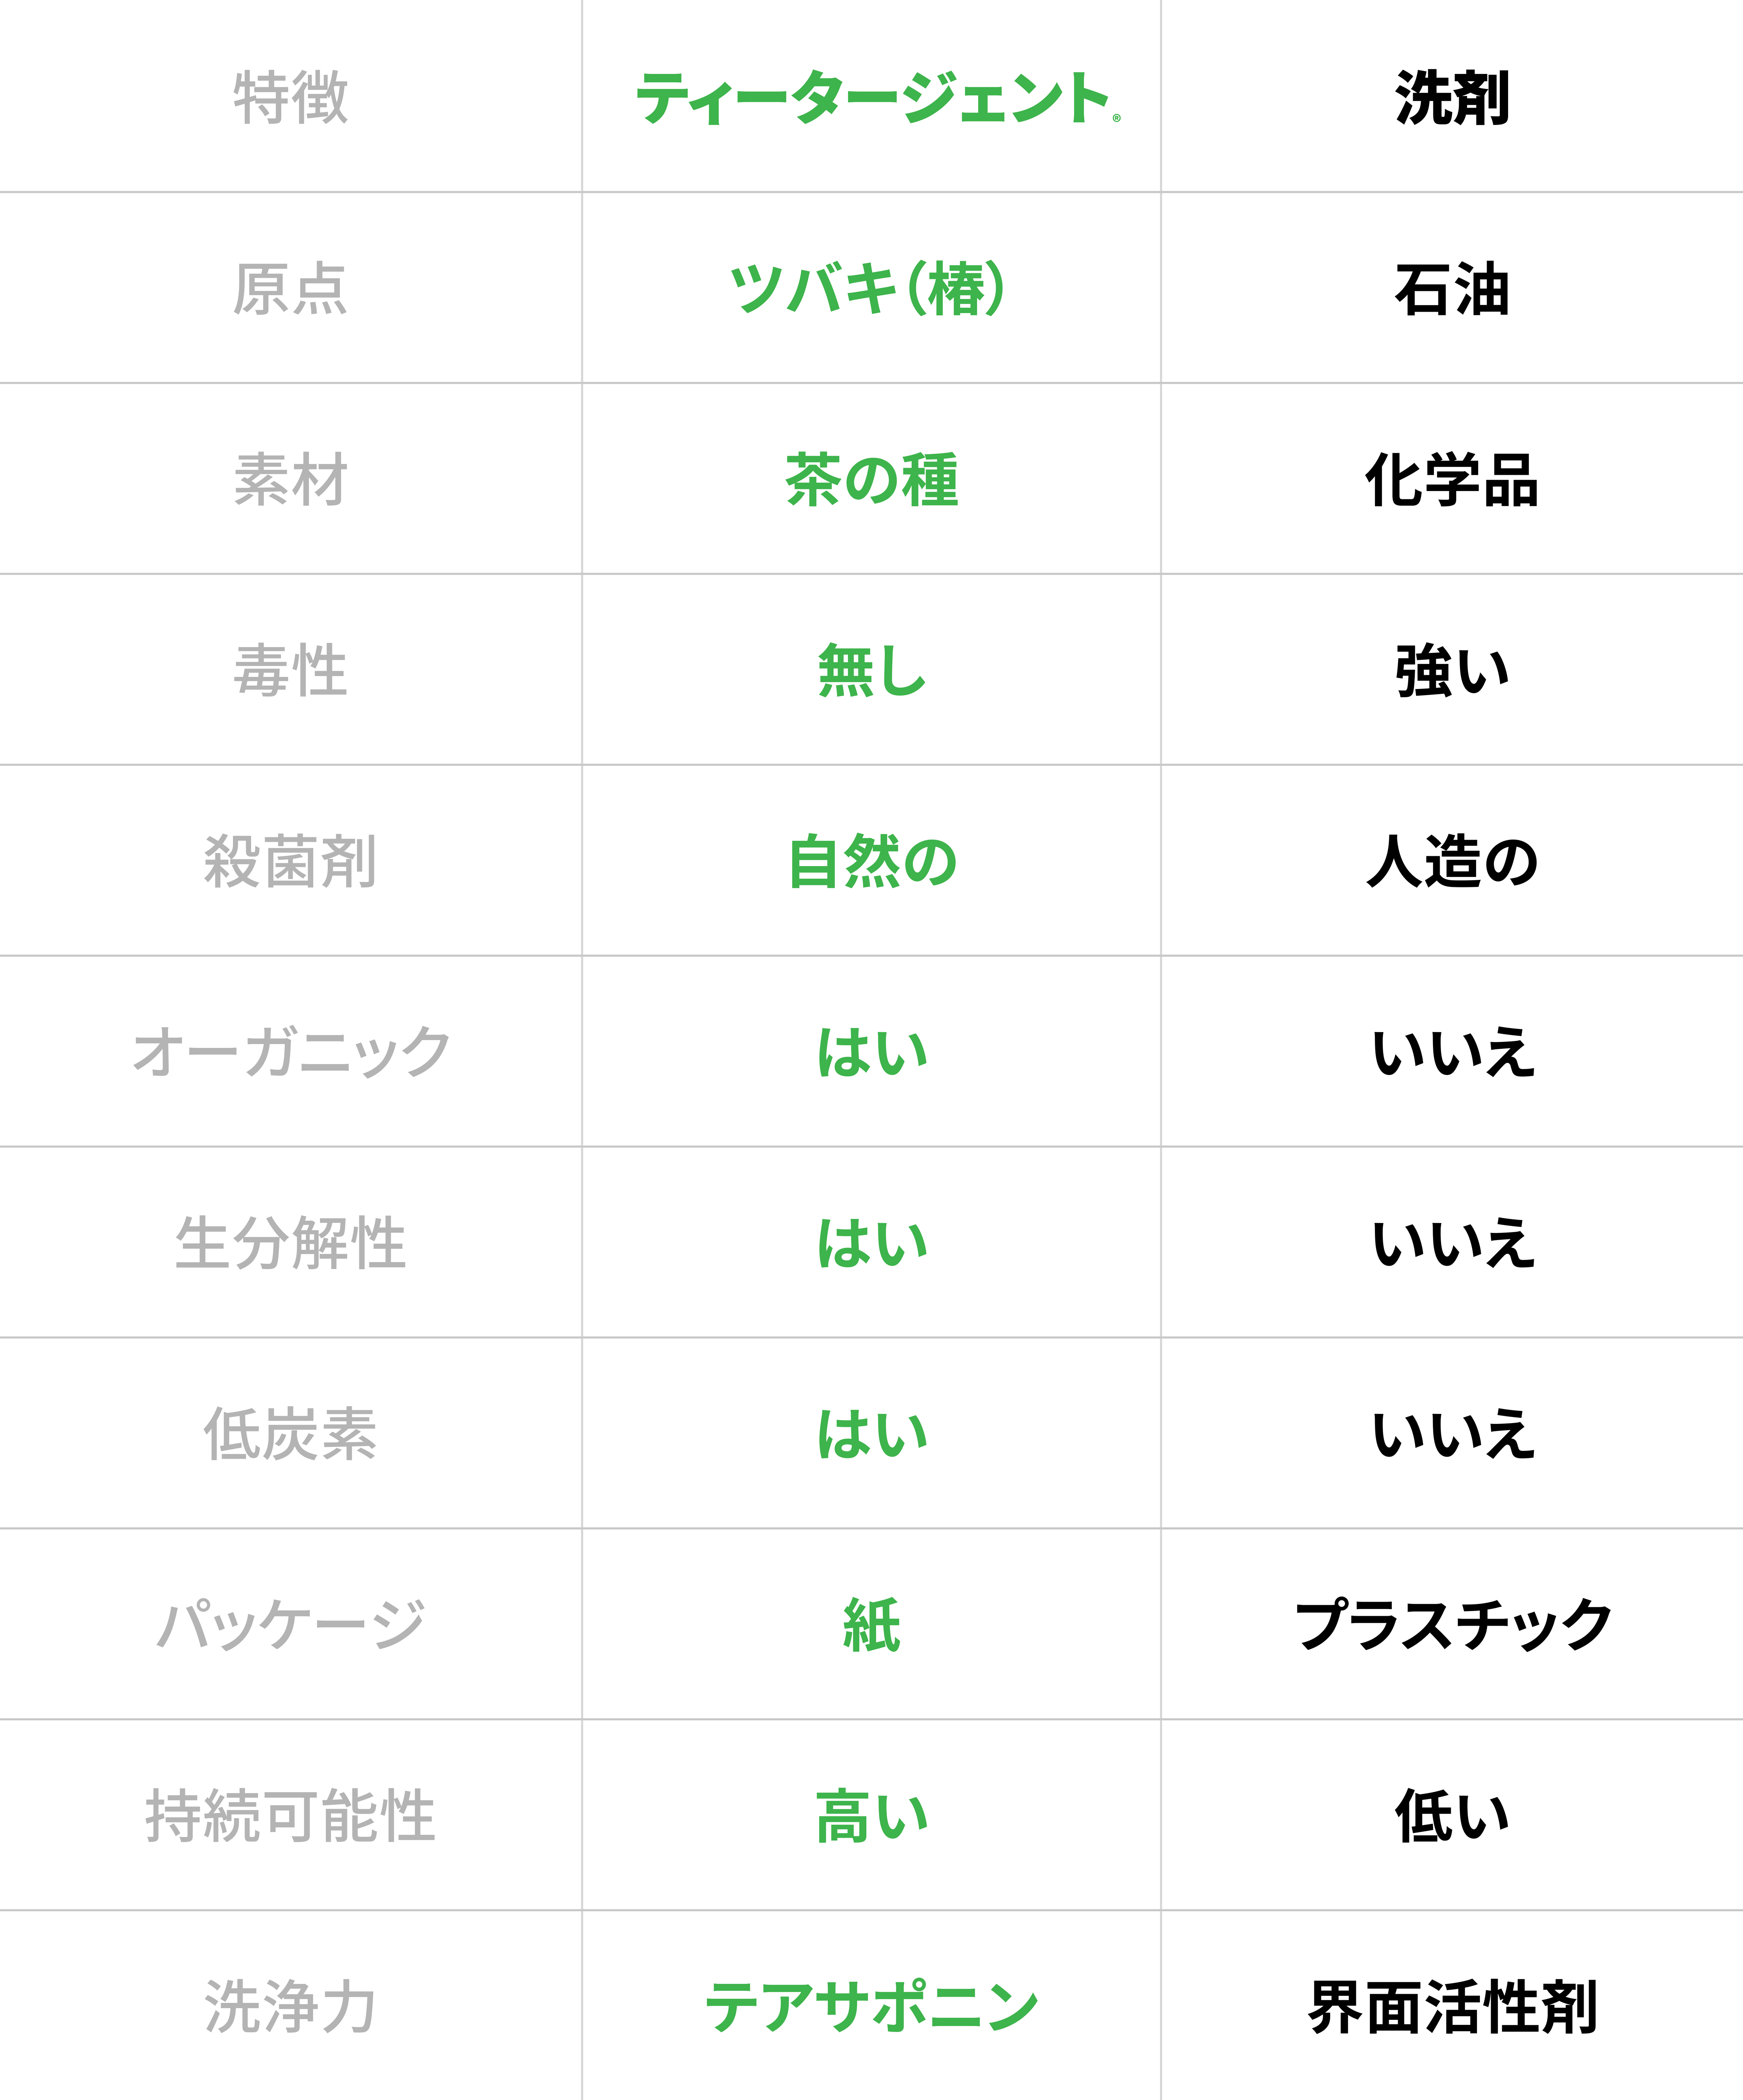 特徴 ティータージェント® 洗剤
原点 ツバキ（椿） 石油
素材 茶の種 化学品
毒性 無し 強い
殺菌剤 自然の 人造の
オーガニック はい いいえ
生分解性 はい いいえ
低炭素 はい いいえ
パッケージ 紙 プラスチック
持続可能性 高い 低い
洗浄力 テアサポニン 界面活性剤